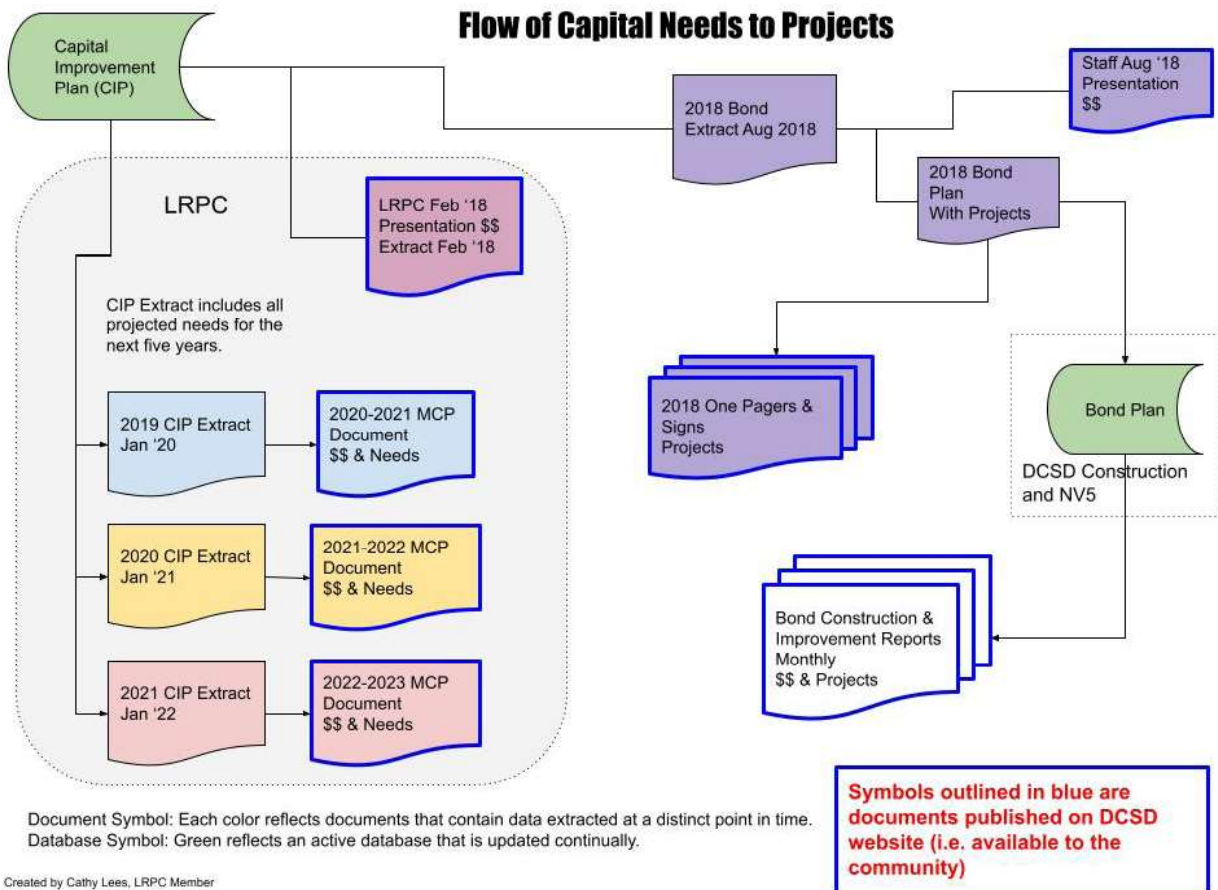 Flow of Capital Needs to Projects
Capital
Improvement
Plan (CIP)
Staff Aug ‘18
Presentation
$$
2018 Bond
Extract Aug 2018
2018 Bond
Plan
With Projects
LRPC
LRPC Feb ‘18
Presentation $$
Extract Feb ‘18
CIP Extract includes all
projected needs for the
next five years.
2019 CIP Extract
Jan ‘20
2020-2021 MCP
Document
$$ & Needs
2020 CIP Extract
Jan ‘21
2021-2022 MCP
Document
$$ & Needs
2021 CIP Extract
Jan ‘22
2022-2023 MCP
Document
$$ & Needs
2018 One Pagers &
Signs
Projects
Bond Plan
DCSD Construction
and NV5
Bond Construction &
Improvement Reports
Monthly
$$ & Projects
Document Symbol: Each color reflects documents that contain data extracted at a distinct point in time.
Database Symbol: Green reflects an active database that is updated continually.
Symbols outlined in blue are
documents published on DCSD
website (i.e. available to the
community)
Created by Cathy Lees, LRPC Member